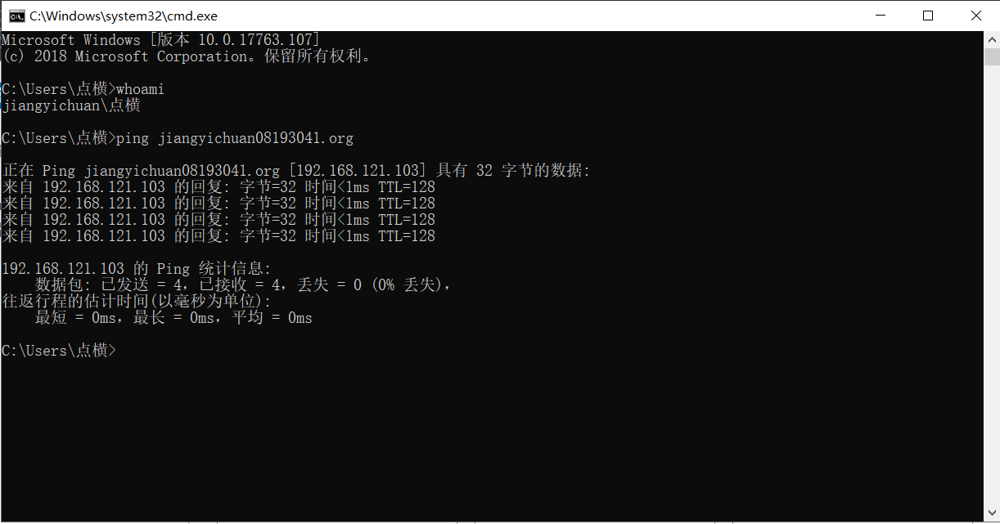 C:\Windows\system32\cmd.exe
Microsoft Windows [版本 10.0.17763.107]
(c) 2018 Microsoft Corporation。保留所有权利。
C:\Users\点横>whoami
jiangyichuan\点横
C:\Users\点横>ping jiangyichuan08193041.org
正在 Ping jiangyichuan08193041.org [192.168.121.103] 具有 32 字节的数据:
来自 192.168.121.103 的回复: 字节=32 时间<1ms TTL=128
来自 192.168.121.103 的回复: 字节=32 时间<1ms TTL=128
来自 192.168.121.103 的回复: 字节=32 时间<1ms TTL=128
来自 192.168.121.103 的回复: 字节=32 时间<1ms TTL=128
192.168.121.103 的 Ping 统计信息:
    数据包: 已发送 = 4，已接收 = 4，丢失 = 0 (0% 丢失)，
往返行程的估计时间(以毫秒为单位):
    最短 = 0ms，最长 = 0ms，平均 = 0ms
C:\Users\点横>